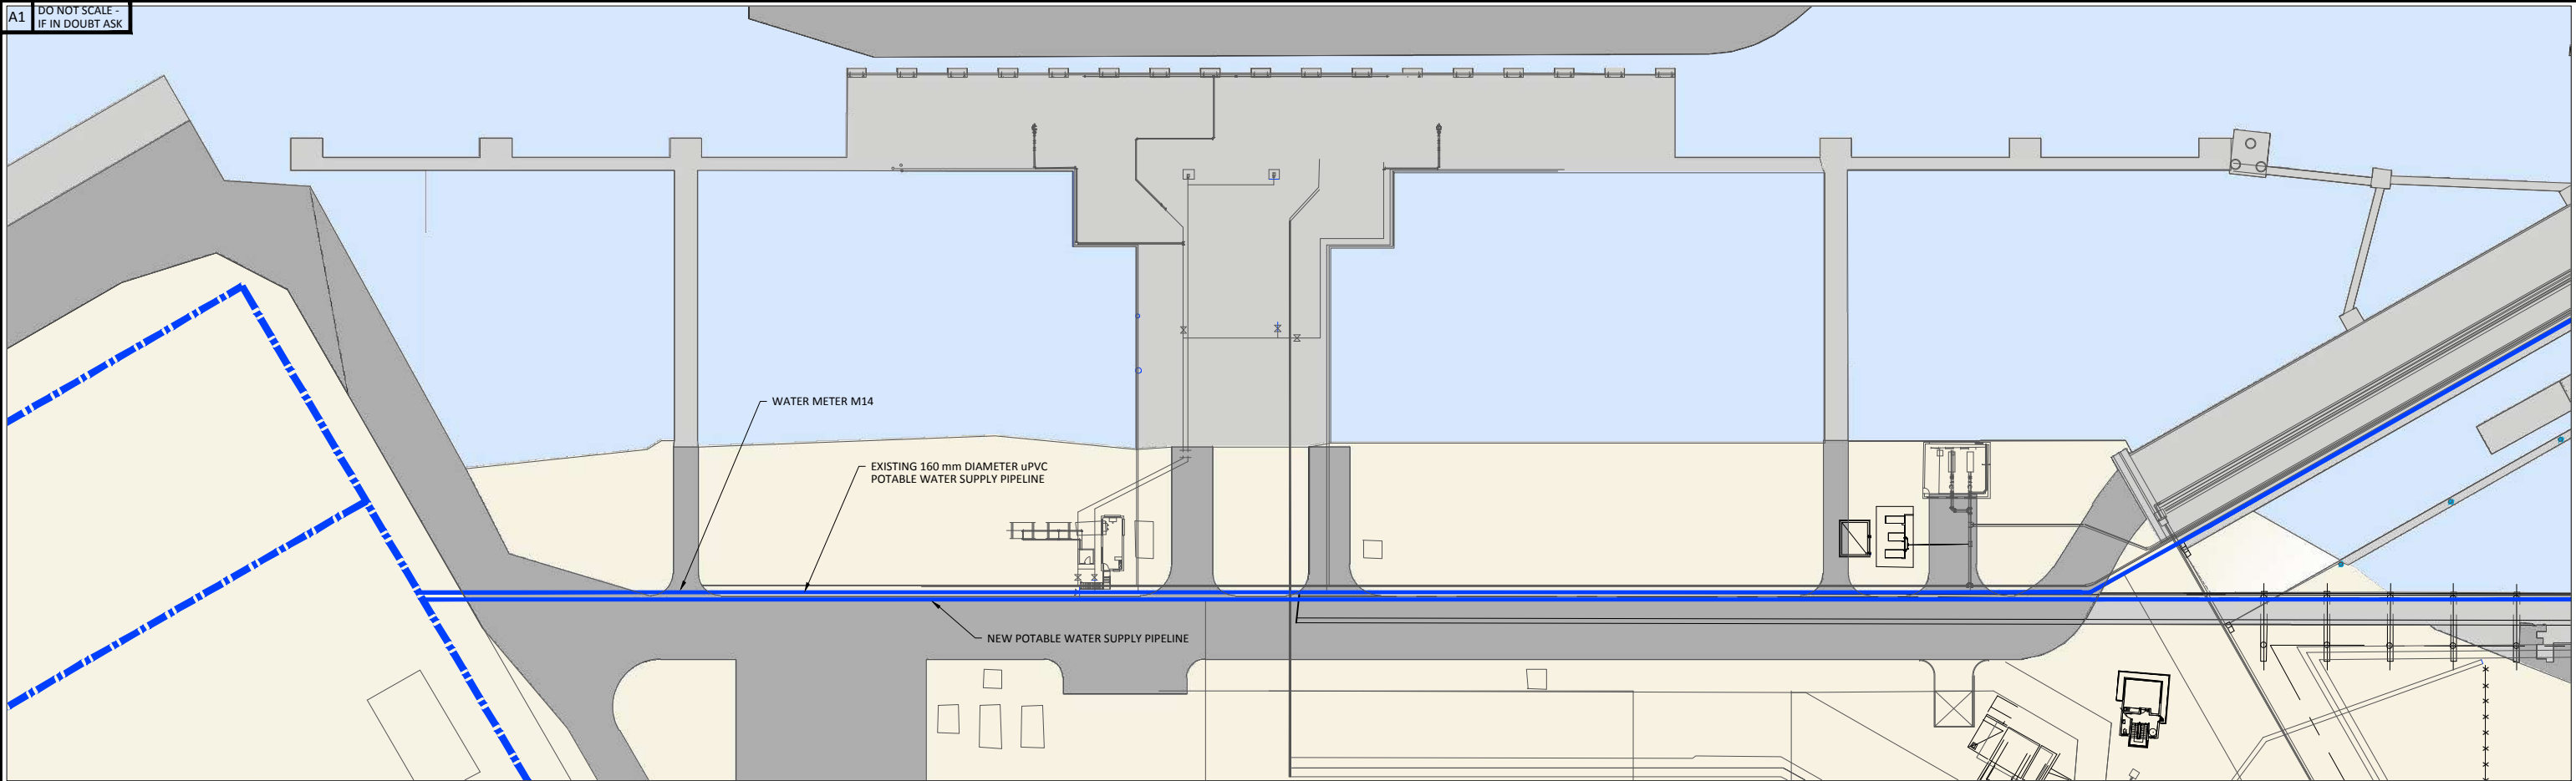 A1
DO NOT SCALE -
IF IN DOUBT ASK
WATER METER M14
EXISTING 160 mm DIAMETER uPVC
POTABLE WATER SUPPLY PIPELINE
NEW POTABLE WATER SUPPLY PIPELINE